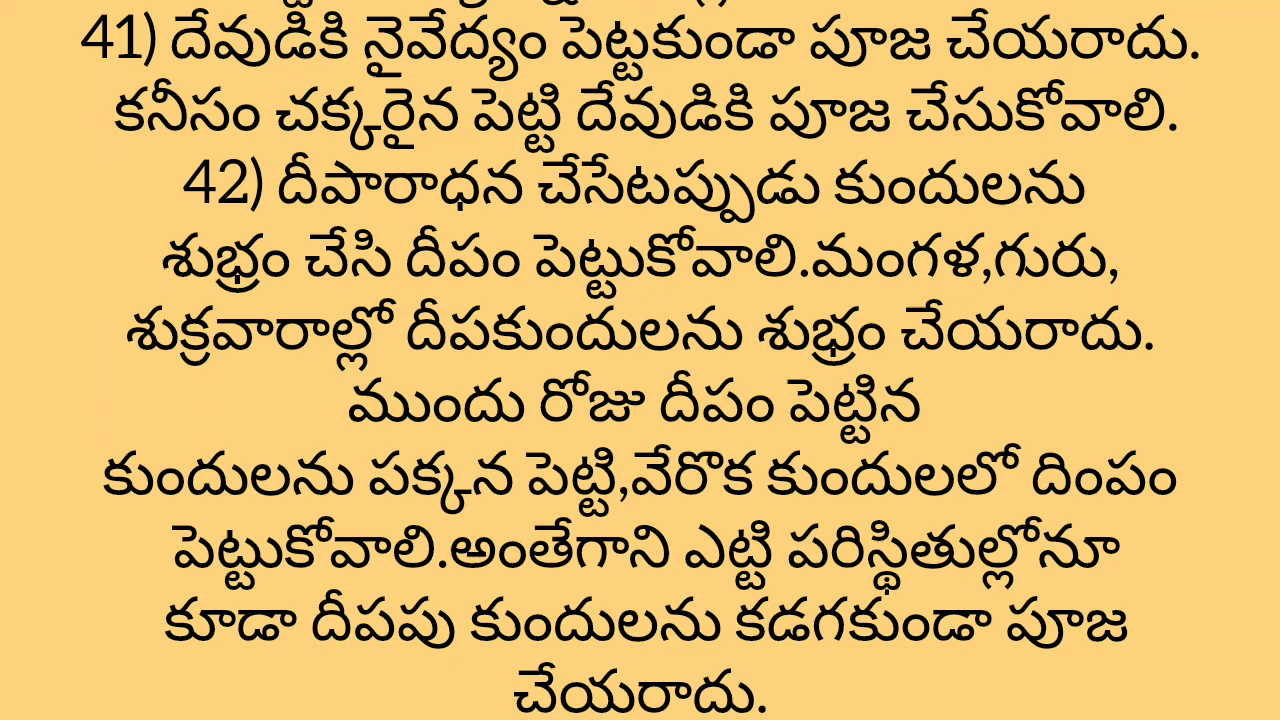 41) దేవుడికి నైవేద్యం పెట్టకుండా పూజ చేయరాదు.
కనీసం చక్కరైన పెట్టి దేవుడికి పూజ చేసుకోవాలి.
42) దీపారాధన చేసేటప్పుడు కుందులను
శుభ్రం చేసి దీపం పెట్టుకోవాలి.మంగళ,గురు,
శుక్రవారాల్లో దీపకుందులను శుభ్రం చేయరాదు.
ముందు రోజు దీపం పెట్టిన
కుందులను పక్కన పెట్టి,వేరొక కుందులలో దింపం
పెట్టుకోవాలి.అంతేగాని ఎట్టి పరిస్థితుల్లోనూ
కూడా దీపపు కుందులను కడగకుండా పూజ
చేయరాదు.